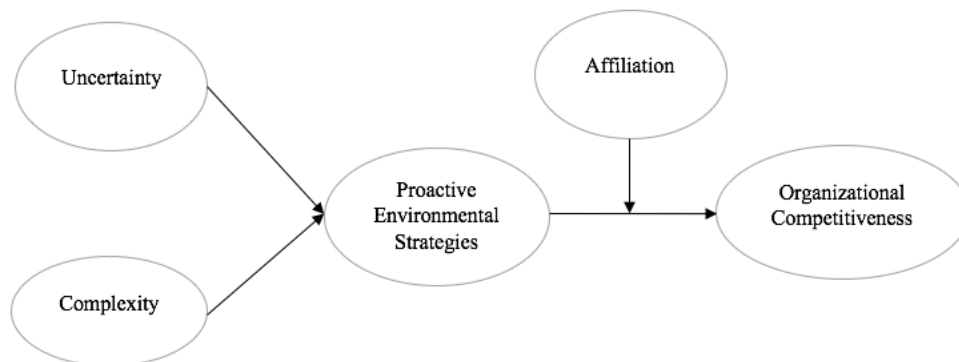 Uncertainty
Affiliation
Proactive
Environmental
Strategies
Organizational
Competitiveness
Complexity